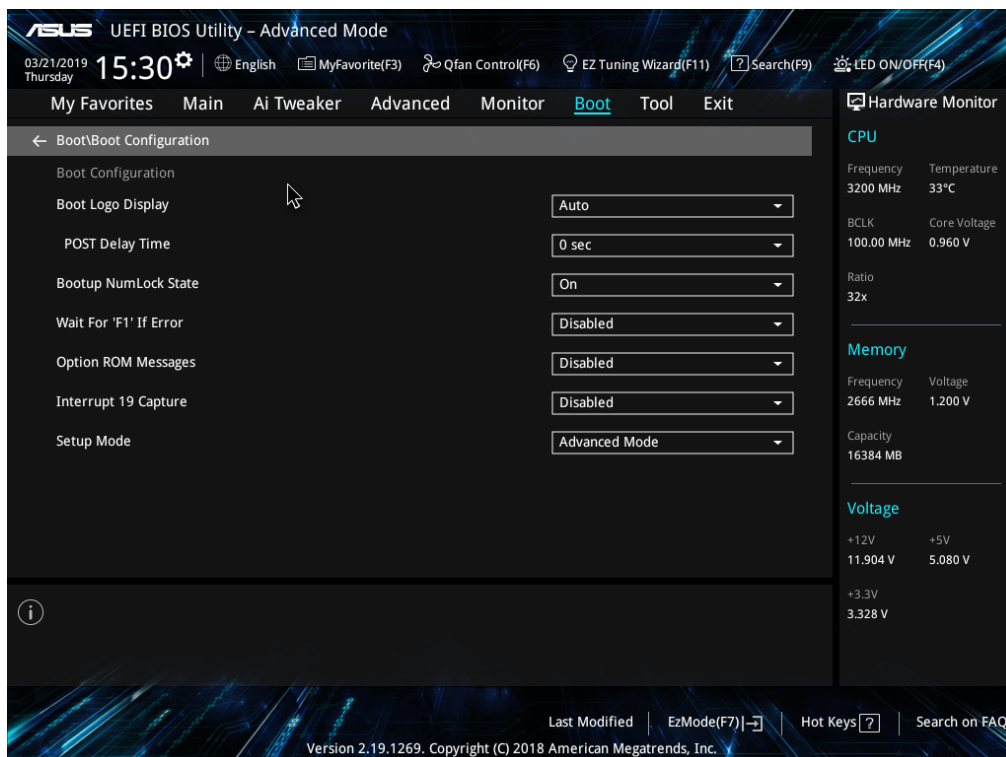 ASUS UEFI BIOS Utility – Advanced Mode
03/21/2019 Thursday 15:30 English MyFavorite(F3) Qfan Control(F6) EZ Tuning Wizard(F11) ? Search(F9) LED ON/OFF(F4)
My Favorites Main Ai Tweaker Advanced Monitor Boot Tool Exit
Boot\Boot Configuration
Boot Configuration
Boot Logo Display Auto
POST Delay Time 0 sec
Bootup NumLock State On
Wait For 'F1' If Error Disabled
Option ROM Messages Disabled
Interrupt 19 Capture Disabled
Setup Mode Advanced Mode
Hardware Monitor
CPU
Frequency Temperature
3200 MHz 33°C
BCLK Core Voltage
100.00 MHz 0.960 V
Ratio
32x
Memory
Frequency Voltage
2666 MHz 1.200 V
Capacity
16384 MB
Voltage
+12V +5V
11.904 V 5.080 V
+3.3V
3.328 V
Last Modified EzMode(F7) Hot Keys ? Search on FAQ
Version 2.19.1269. Copyright (C) 2018 American Megatrends, Inc.